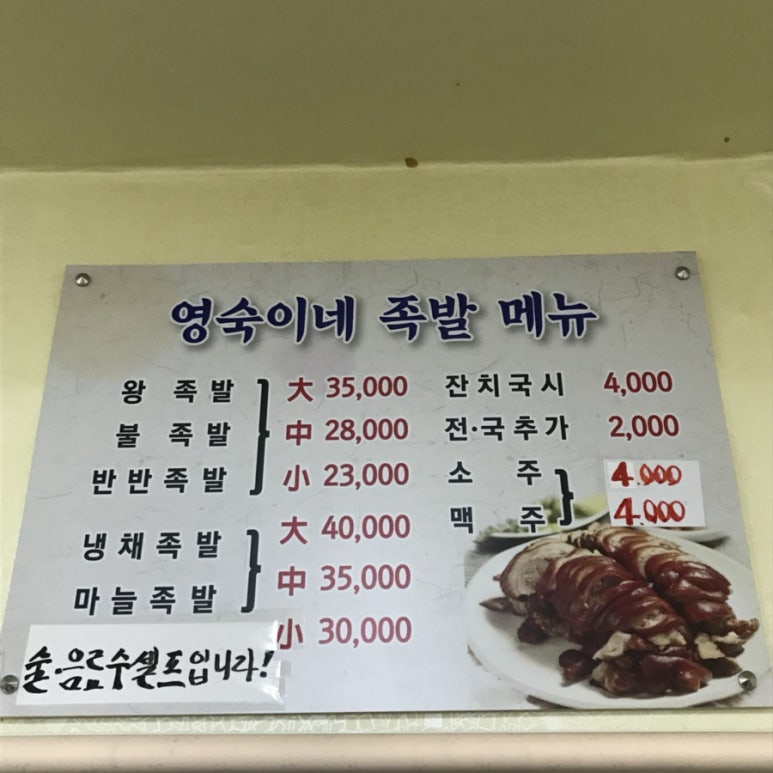 영숙이네 족발 메뉴
왕 족발
불 족발
반반족발
大 35,000
中 28,000
小 23,000
냉채족발
마늘족발
大 40,000
中 35,000
小 30,000
잔치국시 4,000
전·국추가 2,000
소 주 4.000
맥 주 4.000
술·음료수셀프입니다!